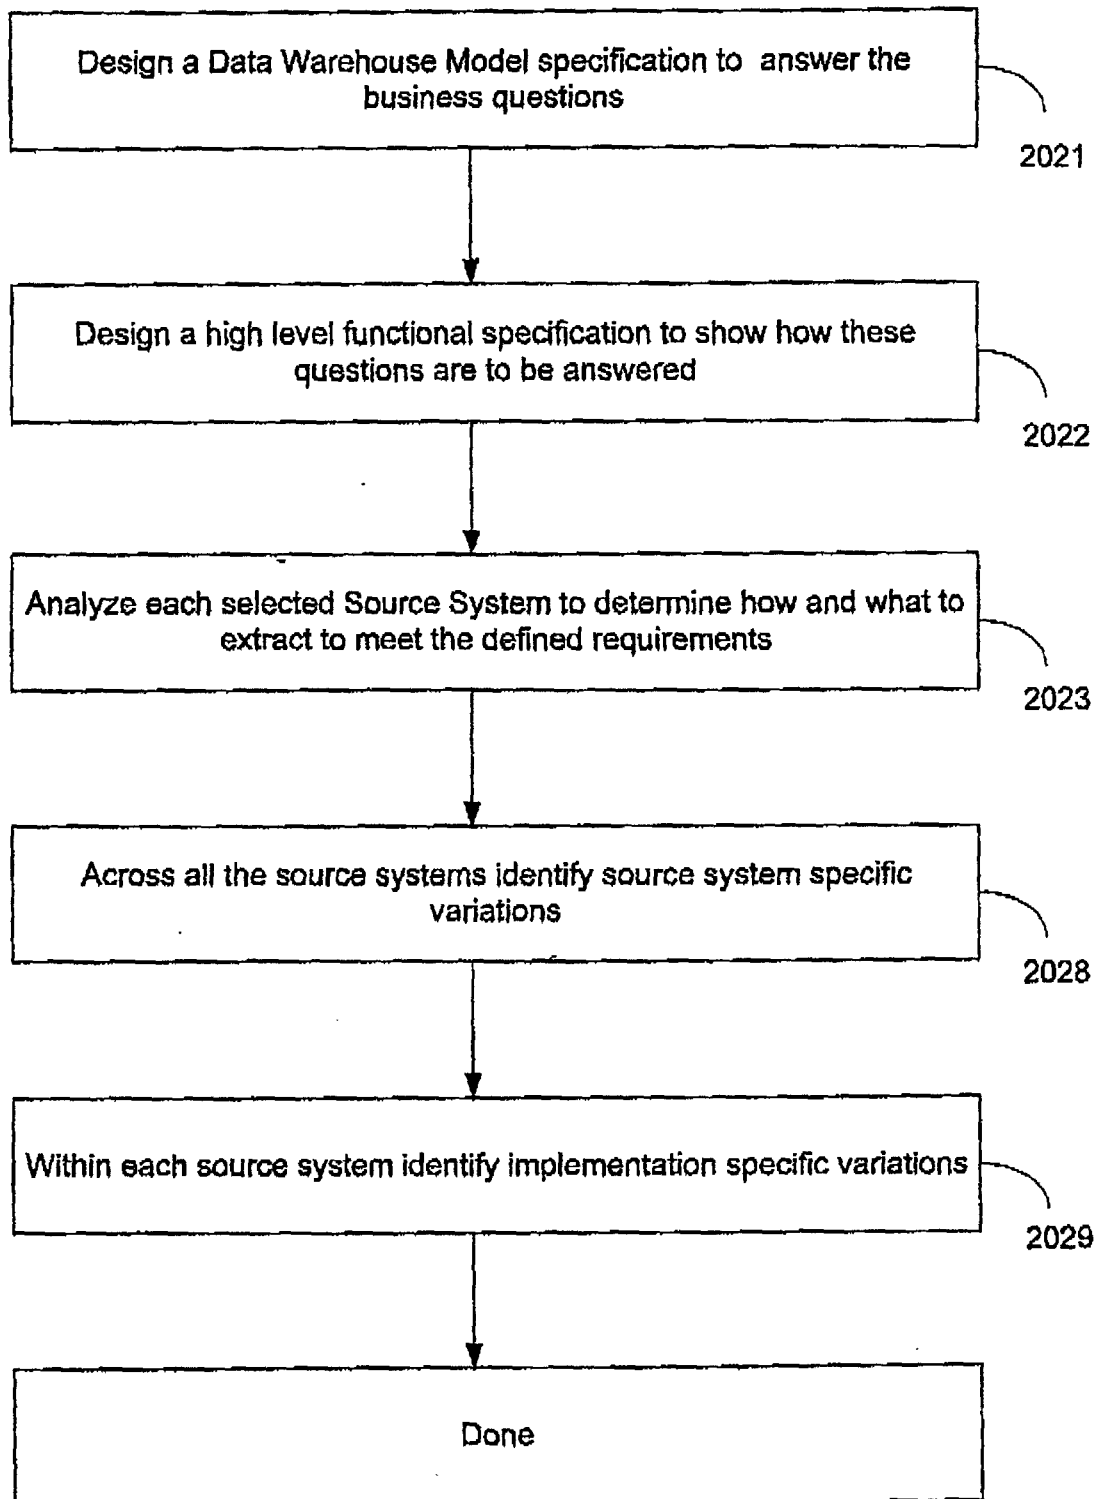 Design a Data Warehouse Model specification to answer the
business questions
2021
Design a high level functional specification to show how these
questions are to be answered
2022
Analyze each selected Source System to determine how and what to
extract to meet the defined requirements
2023
Across all the source systems identify source system specific
variations
2028
Within each source system identify implementation specific variations
2029
Done